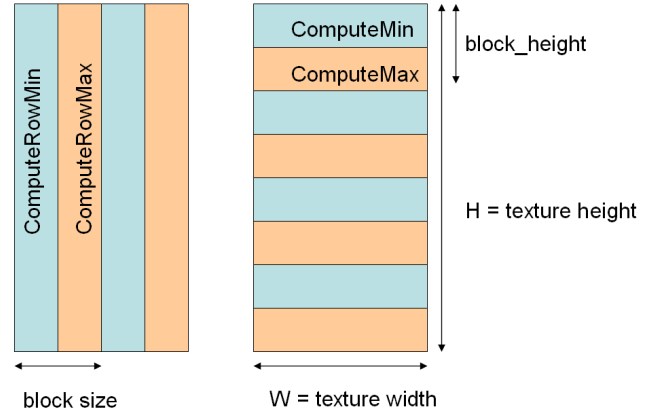 ComputeRowMin
ComputeRowMax
block size
ComputeMin
ComputeMax
block_height
H = texture height
W = texture width